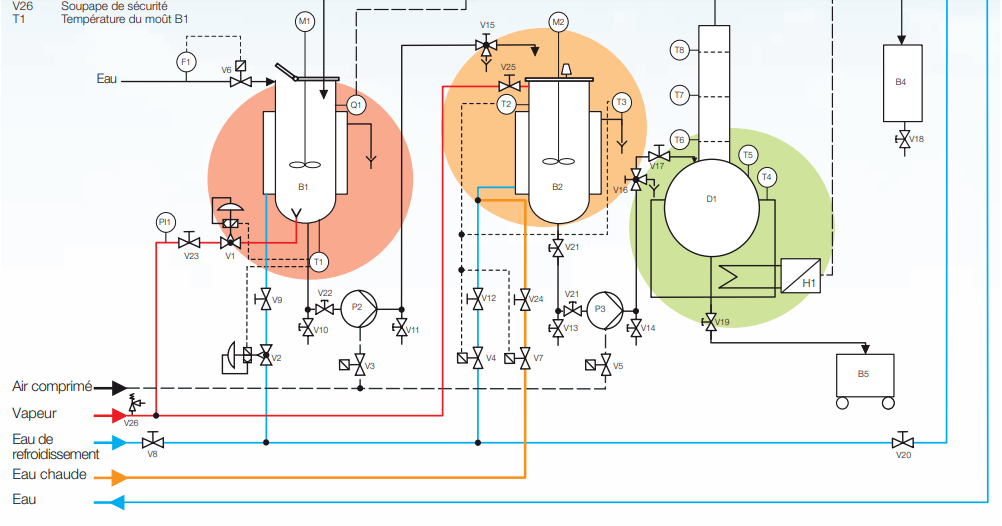 V26 Soupape de sécurité
T1 Température du moût B1
M1
M2
V15
F1
V6
Eau
V25
Q1
T2
T3
T8
T7
T6
B4
V18
V17
T5
T4
V16
B1
B2
D1
PI1
V23
V1
T1
V21
H1
V9
V22
P2
V10
V11
V12
V24
V21
P3
V13
V14
V19
V2
V3
V4
V7
V5
B5
Air comprimé
Vapeur
V26
Eau de
refroidissement
V8
V20
Eau chaude
Eau